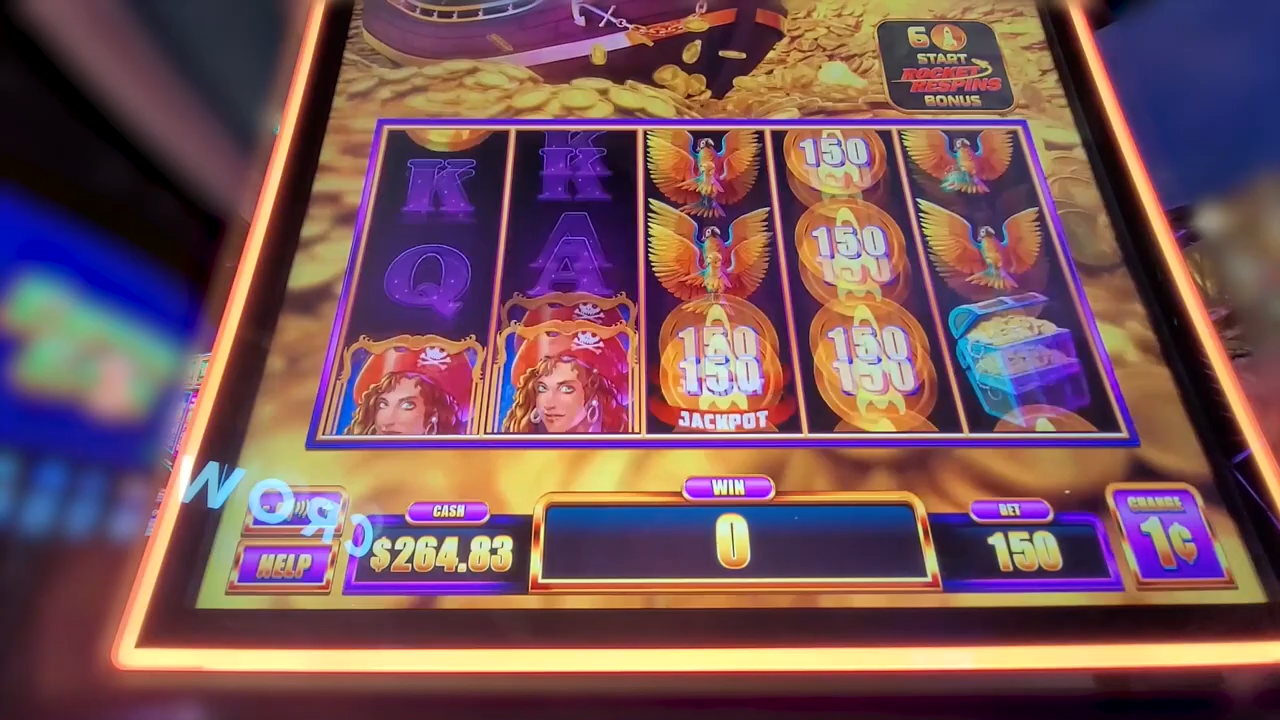 6
START
ROCKET
RESPINS
BONUS
K K K 150
Q A 150
150 150
150 150
JACKPOT
WIN
CASH BET CHANGE
$264.83 0 150 1¢
HELP